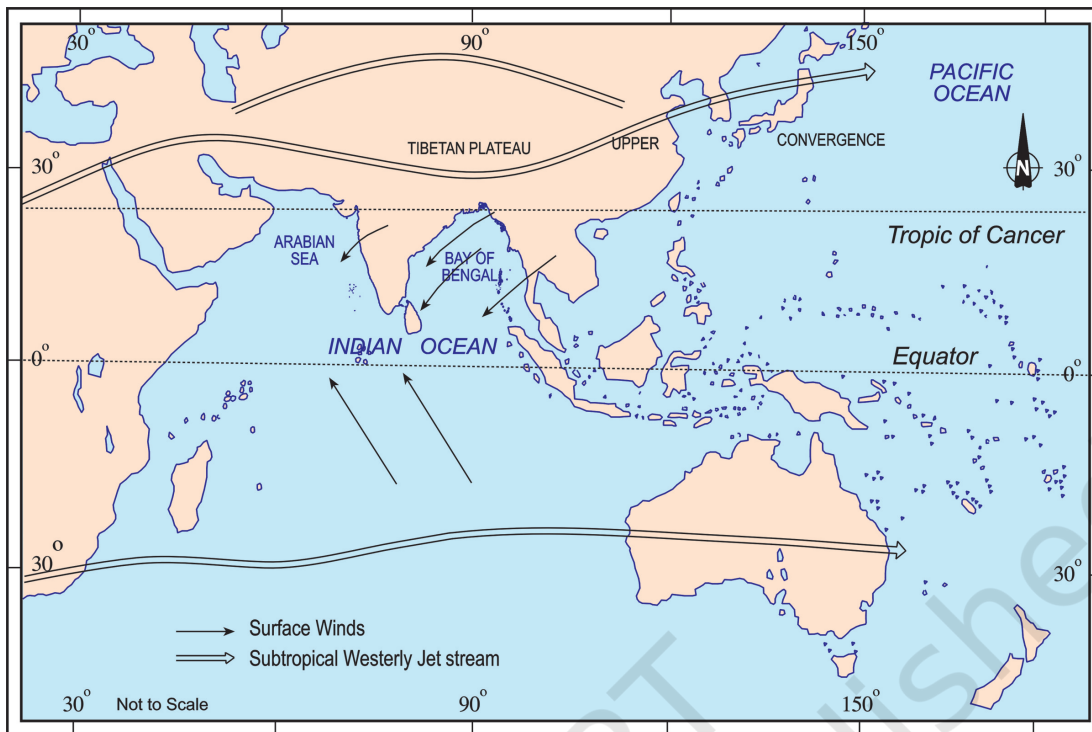 30° 90° 150°
PACIFIC
OCEAN
TIBETAN PLATEAU UPPER CONVERGENCE
N
30° 30°
Tropic of Cancer
ARABIAN
SEA
BAY OF
BENGAL
INDIAN OCEAN
Equator
0° 0°
30° 30°
Surface Winds
Subtropical Westerly Jet stream
30° Not to Scale 90° 150°